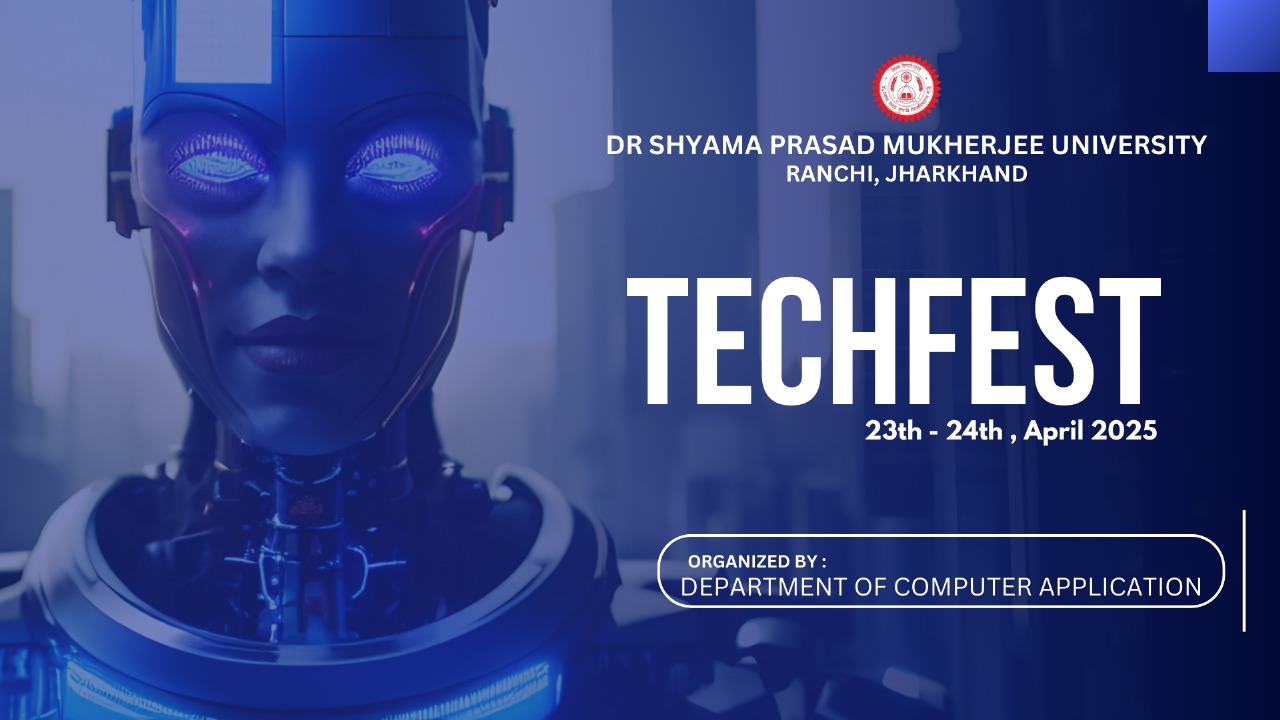 DR SHYAMA PRASAD MUKHERJEE UNIVERSITY
RANCHI, JHARKHAND
TECHFEST
23th - 24th , April 2025
ORGANIZED BY :
DEPARTMENT OF COMPUTER APPLICATION